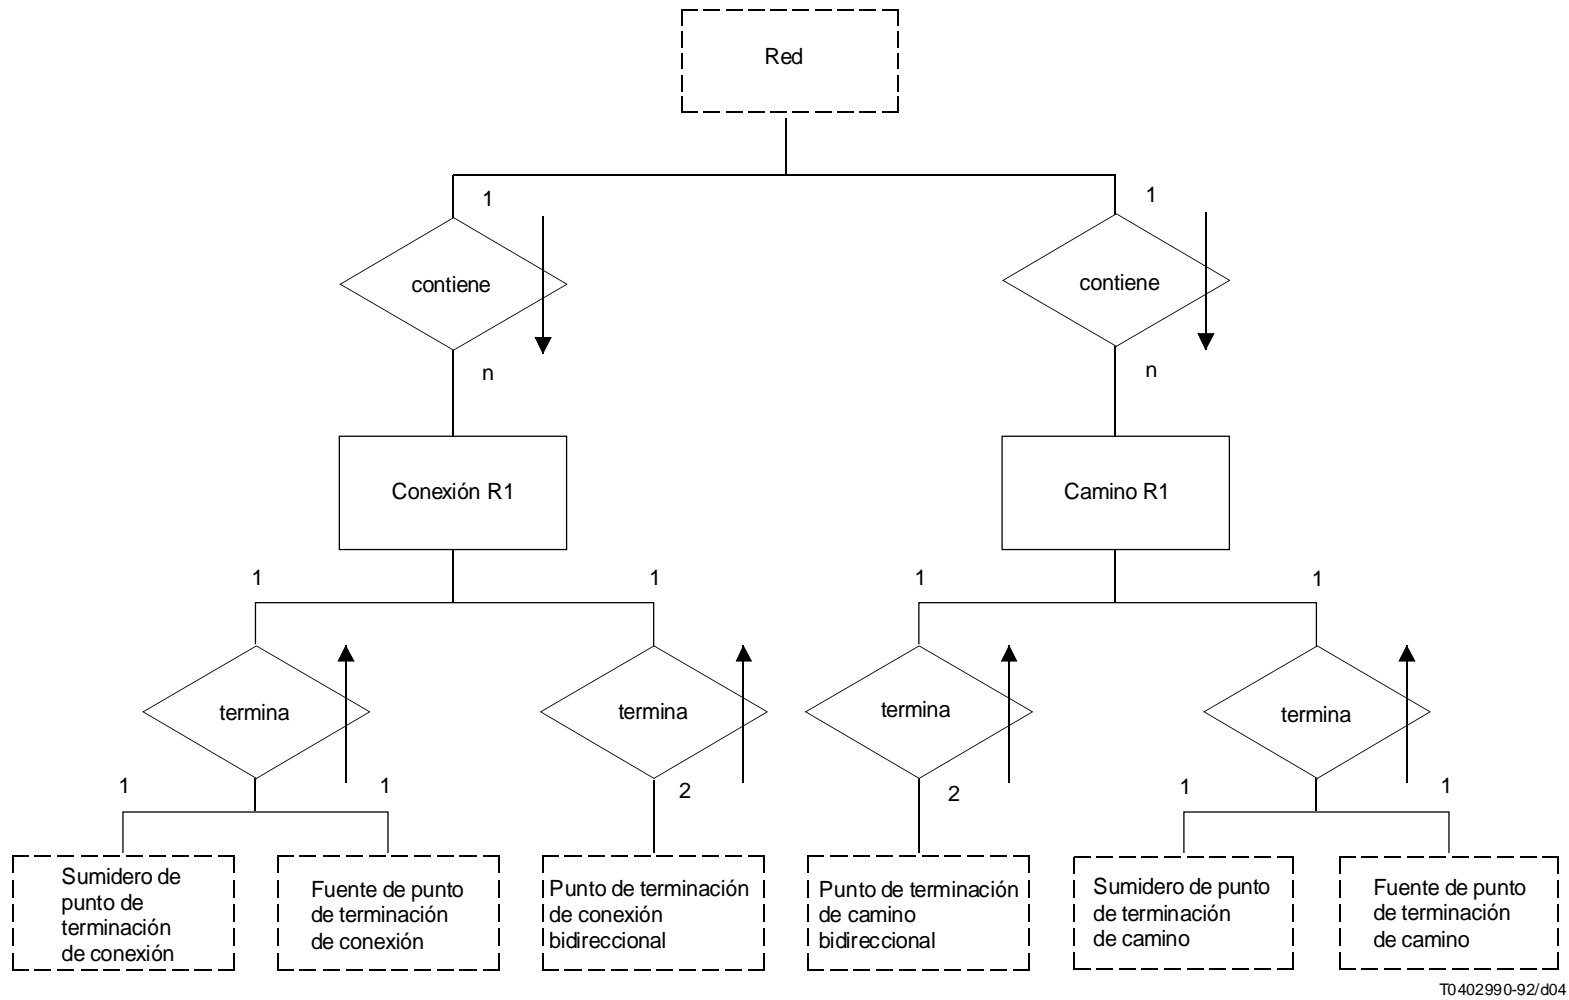 Red
1
1
contiene
contiene
n
n
Conexión R1
Camino R1
1
1
1
1
termina
termina
termina
termina
1
1
2
2
1
1
Sumidero de
punto de
terminación
de conexión
Fuente de punto
de terminación
de conexión
Punto de terminación
de conexión
bidireccional
Punto de terminación
de camino
bidireccional
Sumidero de punto
de terminación
de camino
Fuente de punto
de terminación
de camino
T0402990-92/d04